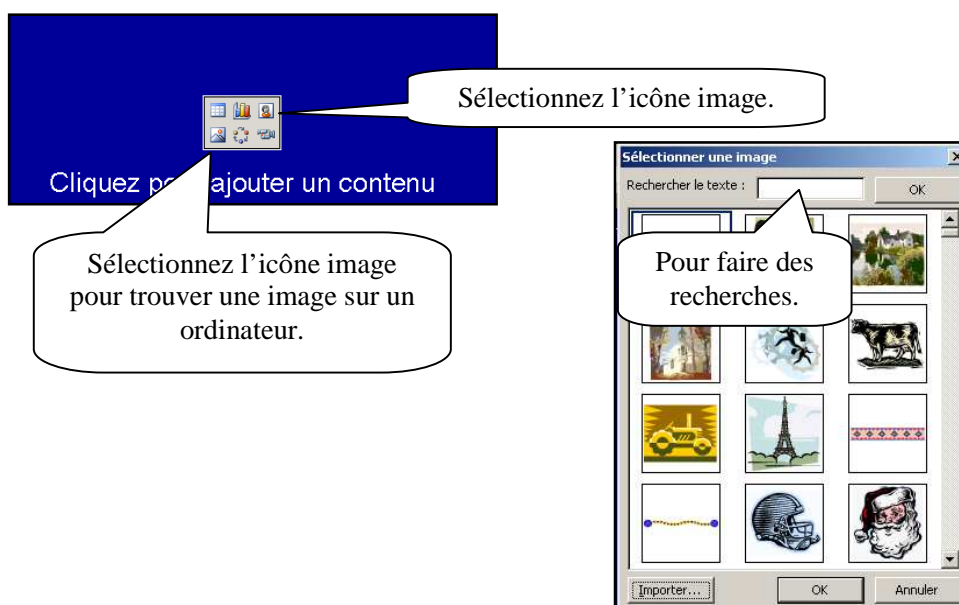 Sélectionnez l’icône image.
Cliquez po ajouter un contenu
Sélectionnez l’icône image
pour trouver une image sur un
ordinateur.
Sélectionner une image
Rechercher le texte :
OK
Pour faire des
recherches.
Importer...
OK
Annuler